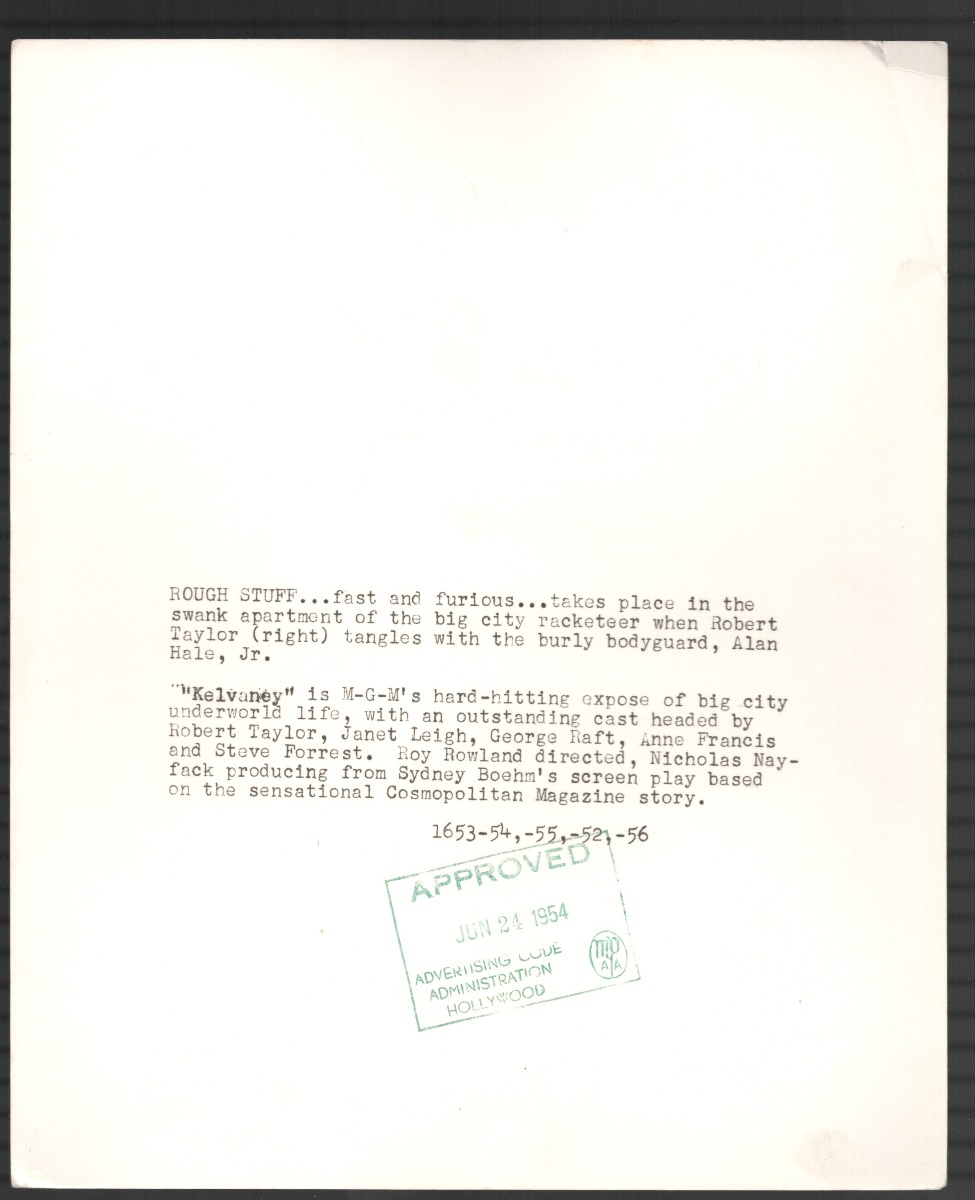 ROUGH STUFF...fast and furious...takes place in the
swank apartment of the big city racketeer when Robert
Taylor (right) tangles with the burly bodyguard, Alan
Hale, Jr.
"Kelvaney" is M-G-M's hard-hitting expose of big city
underworld life, with an outstanding cast headed by
Robert Taylor, Janet Leigh, George Raft, Anne Francis
and Steve Forrest.  Roy Rowland directed, Nicholas Nay-
fack producing from Sydney Boehm's screen play based
on the sensational Cosmopolitan Magazine story.
1653-54,-55,-52,-56
APPROVED
JUN 24 1954
ADVERTISING CODE
ADMINISTRATION
HOLLYWOOD
MPAA